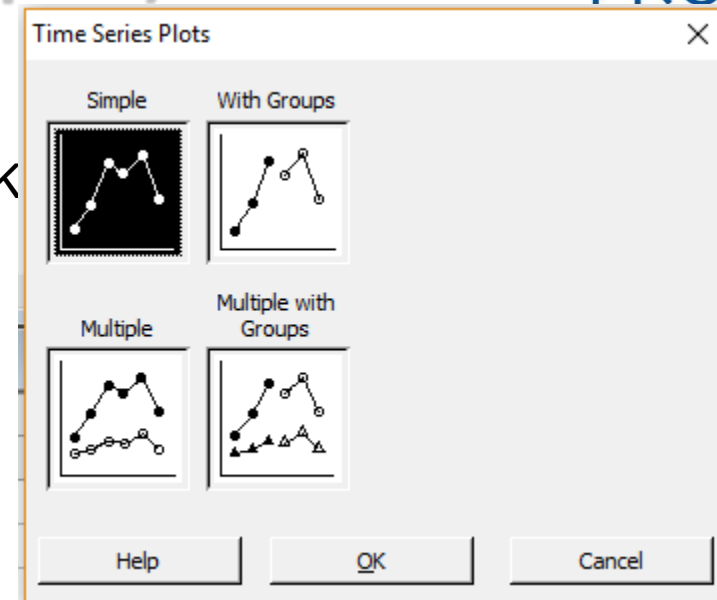 Time Series Plots
Simple
With Groups
Multiple
Multiple with
Groups
Help
OK
Cancel